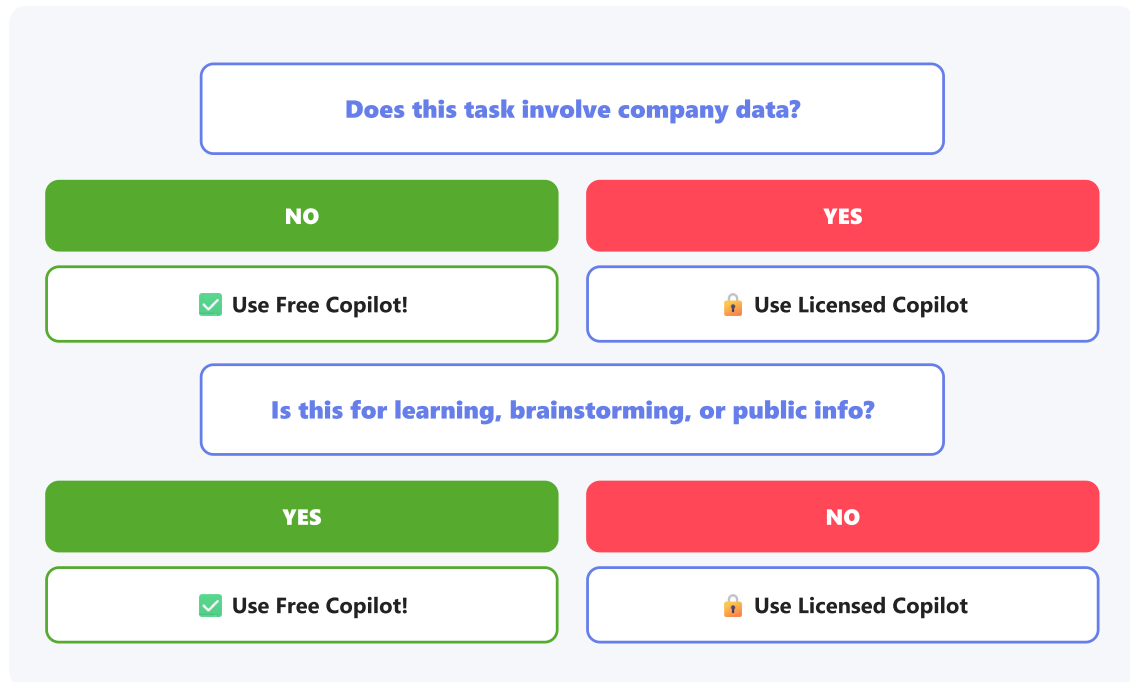 Does this task involve company data?
NO
YES
✅ Use Free Copilot!
🔒 Use Licensed Copilot
Is this for learning, brainstorming, or public info?
YES
NO
✅ Use Free Copilot!
🔒 Use Licensed Copilot